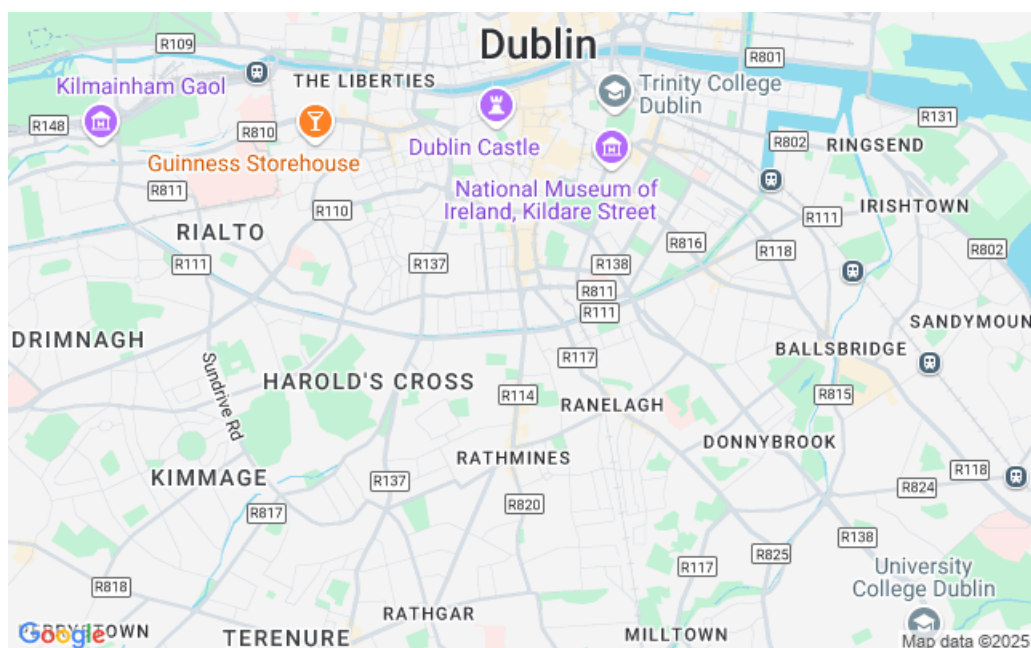 Dublin
R109
R801
THE LIBERTIES
Kilmainham Gaol
Trinity College
Dublin
R148
R810
R131
R802
RINGSEND
Guinness Storehouse
Dublin Castle
National Museum of
Ireland, Kildare Street
R811
R110
R111
IRISHTOWN
RIALTO
R816
R118
R802
R111
R137
R138
R811
R111
SANDYMOUN
DRIMNAGH
BALLSBRIDGE
R117
Sundrive Rd
HAROLD'S CROSS
R114
R815
RANELAGH
DONNYBROOK
RATHMINES
KIMMAGE
R137
R118
R824
R820
R817
R138
R825
R117
University
College Dublin
R818
RATHGAR
TERENURE
MILLTOWN
Google
Map data ©2025